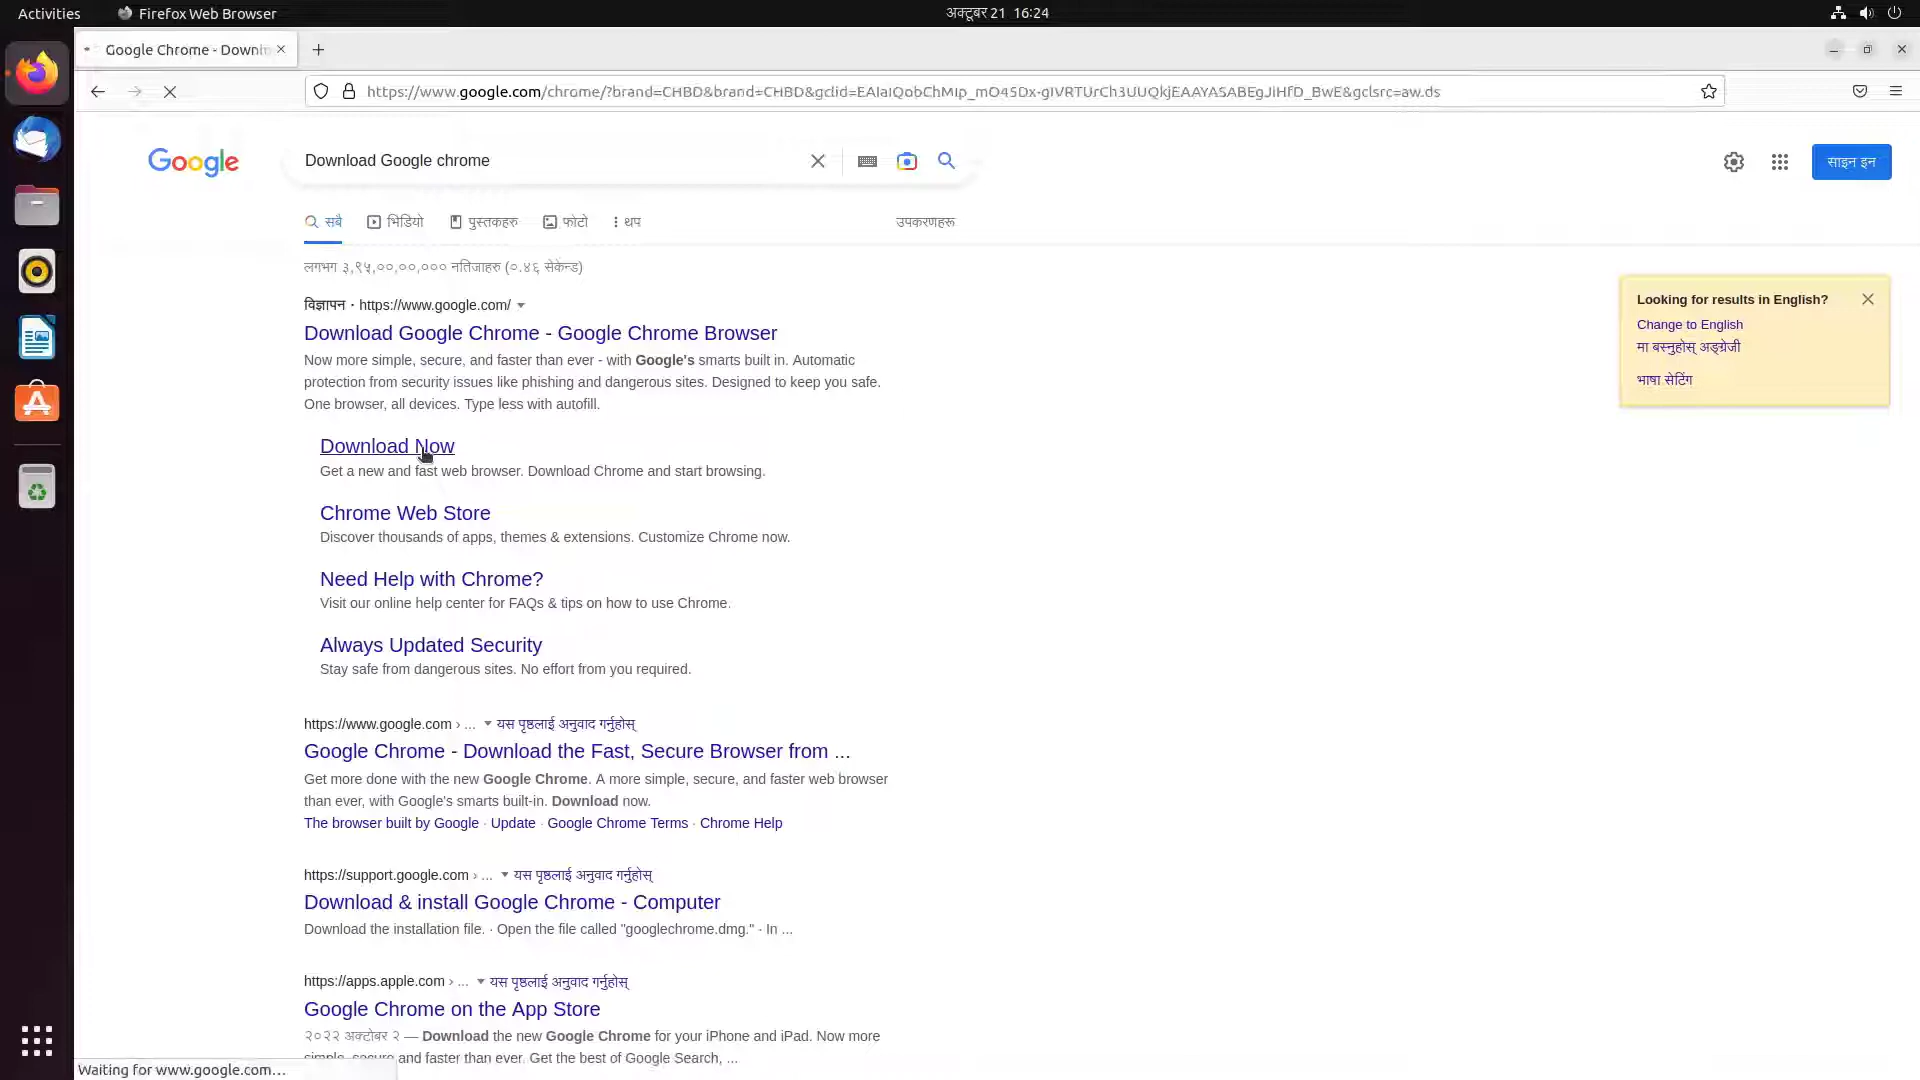 Activities Firefox Web Browser अक्टूबर 21 16:24
Google Chrome - Downlo
https://www.google.com/chrome/?brand=CHBD&brand=CHBD&gclid=
Google Download Google chrome साइन इन
सबै भिडियो पुस्तकहरु फोटो थप उपकरणहरू
लगभग ३,९५,००,००,००० नतिजाहरु (०.४६ सेकेन्ड)
Looking for results in English?
Change to English
मा बस्नुहोस् अङ्ग्रेजी
भाषा सेटिंग
विज्ञापन · https://www.google.com/
Download Google Chrome - Google Chrome Browser
Now more simple, secure, and faster than ever - with Google's smarts built in. Automatic
protection from security issues like phishing and dangerous sites. Designed to keep you safe.
One browser, all devices. Type less with autofill.
Download Now
Get a new and fast web browser. Download Chrome and start browsing.
Chrome Web Store
Discover thousands of apps, themes & extensions. Customize Chrome now.
Need Help with Chrome?
Visit our online help center for FAQs & tips on how to use Chrome.
Always Updated Security
Stay safe from dangerous sites. No effort from you required.
https://www.google.com › ... यस पृष्ठलाई अनुवाद गर्नुहोस्
Google Chrome - Download the Fast, Secure Browser from ...
Get more done with the new Google Chrome. A more simple, secure, and faster web browser
than ever, with Google's smarts built-in. Download now.
The browser built by Google · Update · Google Chrome Terms · Chrome Help
https://support.google.com › ... यस पृष्ठलाई अनुवाद गर्नुहोस्
Download & install Google Chrome - Computer
Download the installation file. · Open the file called "googlechrome.dmg." · In ...
https://apps.apple.com › ... यस पृष्ठलाई अनुवाद गर्नुहोस्
Google Chrome on the App Store
२०२२ अक्टोबर २ — Download the new Google Chrome for your iPhone and iPad. Now more
simple, secure and faster than ever. Get the best of Google Search, ...
Waiting for www.google.com…